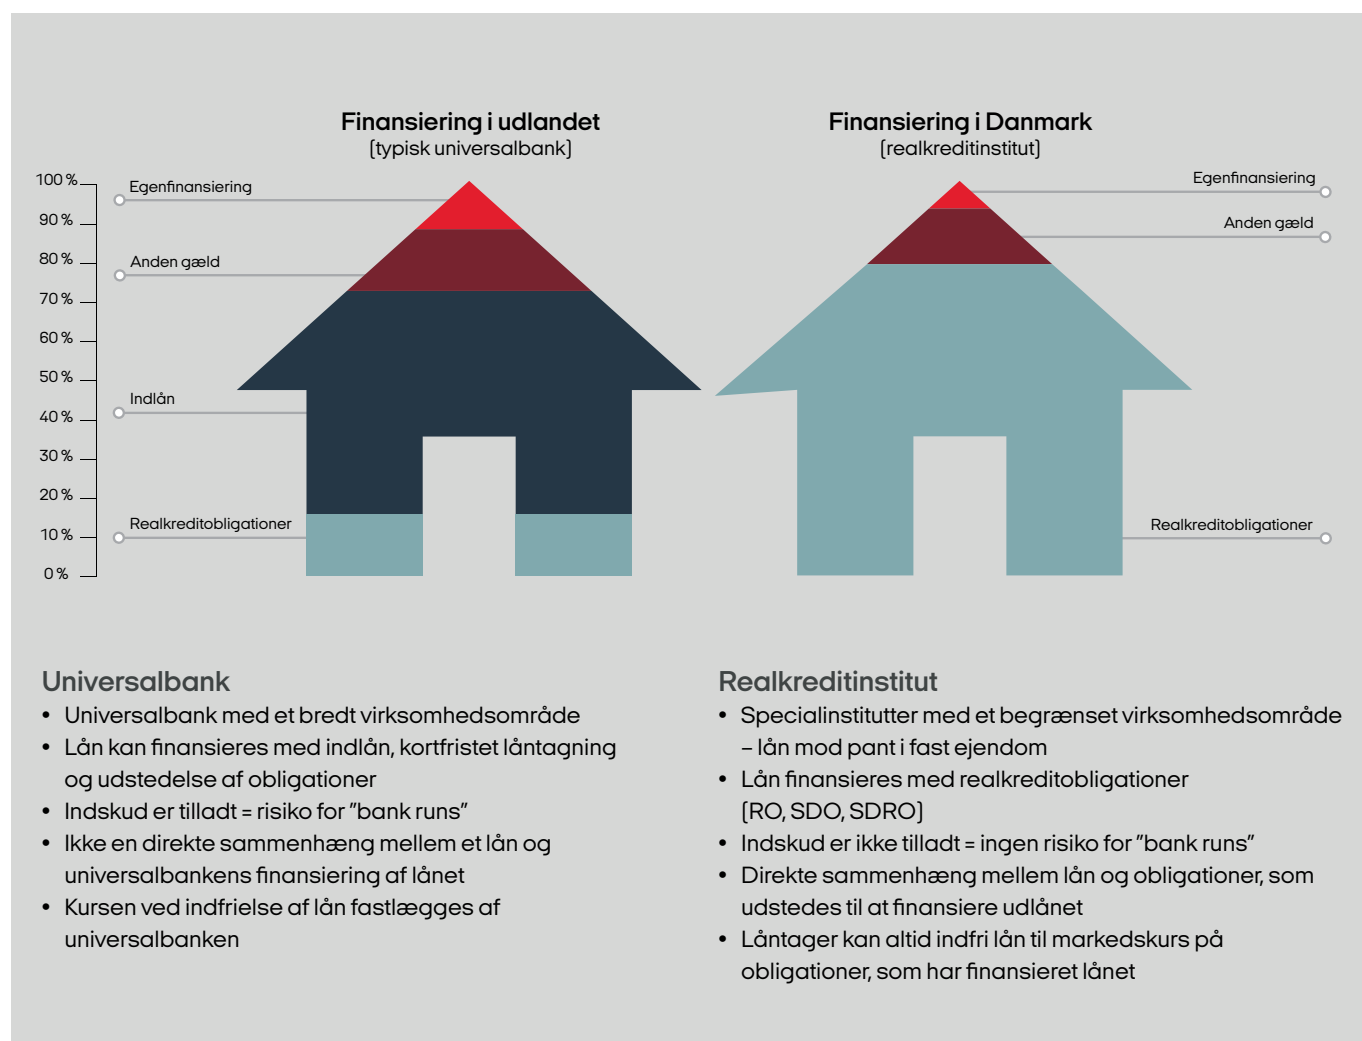 Finansiering i udlandet
(typisk universalbank)
Finansiering i Danmark
(realkreditinstitut)
100 %
90 %
80 %
70 %
60 %
50 %
40 %
30 %
20 %
10 %
0 %
Egenfinansiering
Anden gæld
Indlån
Realkreditobligationer
Egenfinansiering
Anden gæld
Realkreditobligationer
Universalbank
• Universalbank med et bredt virksomhedsområde
• Lån kan finansieres med indlån, kortfristet låntagning
og udstedelse af obligationer
• Indskud er tilladt = risiko for "bank runs"
• Ikke en direkte sammenhæng mellem et lån og
universalbankens finansiering af lånet
• Kursen ved indfrielse af lån fastlægges af
universalbanken
Realkreditinstitut
• Specialinstitutter med et begrænset virksomhedsområde
– lån mod pant i fast ejendom
• Lån finansieres med realkreditobligationer
(RO, SDO, SDRO)
• Indskud er ikke tilladt = ingen risiko for "bank runs"
• Direkte sammenhæng mellem lån og obligationer, som
udstedes til at finansiere udlånet
• Låntager kan altid indfri lån til markedskurs på
obligationer, som har finansieret lånet